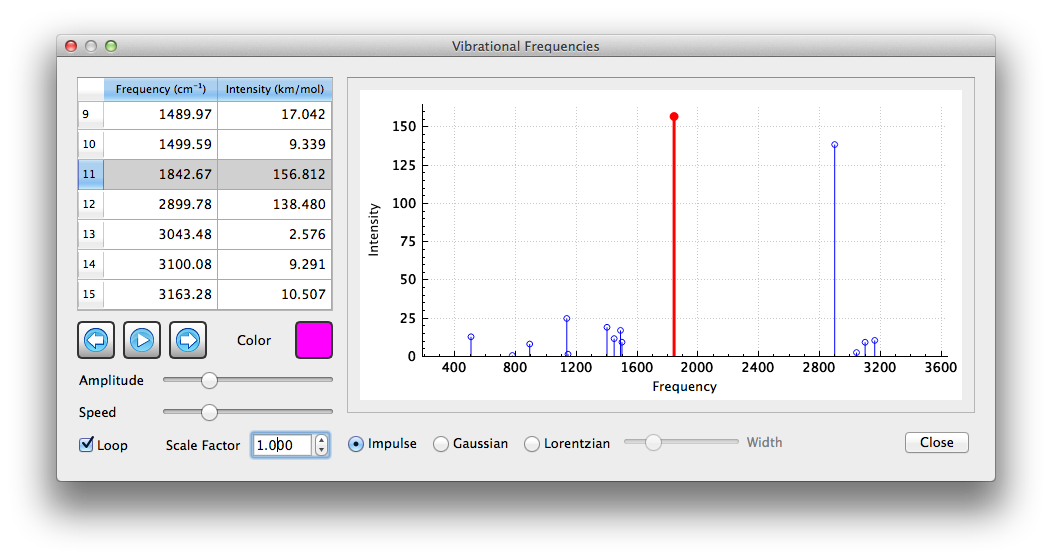 Vibrational Frequencies
Frequency (cm⁻¹) Intensity (km/mol)
9 1489.97 17.042
10 1499.59 9.339
11 1842.67 156.812
12 2899.78 138.480
13 3043.48 2.576
14 3100.08 9.291
15 3163.28 10.507
Color
Amplitude
Speed
Loop Scale Factor 1.000
150
125
100
75
50
25
0
Intensity
400 800 1200 1600 2000 2400 2800 3200 3600
Frequency
Impulse Gaussian Lorentzian Width Close